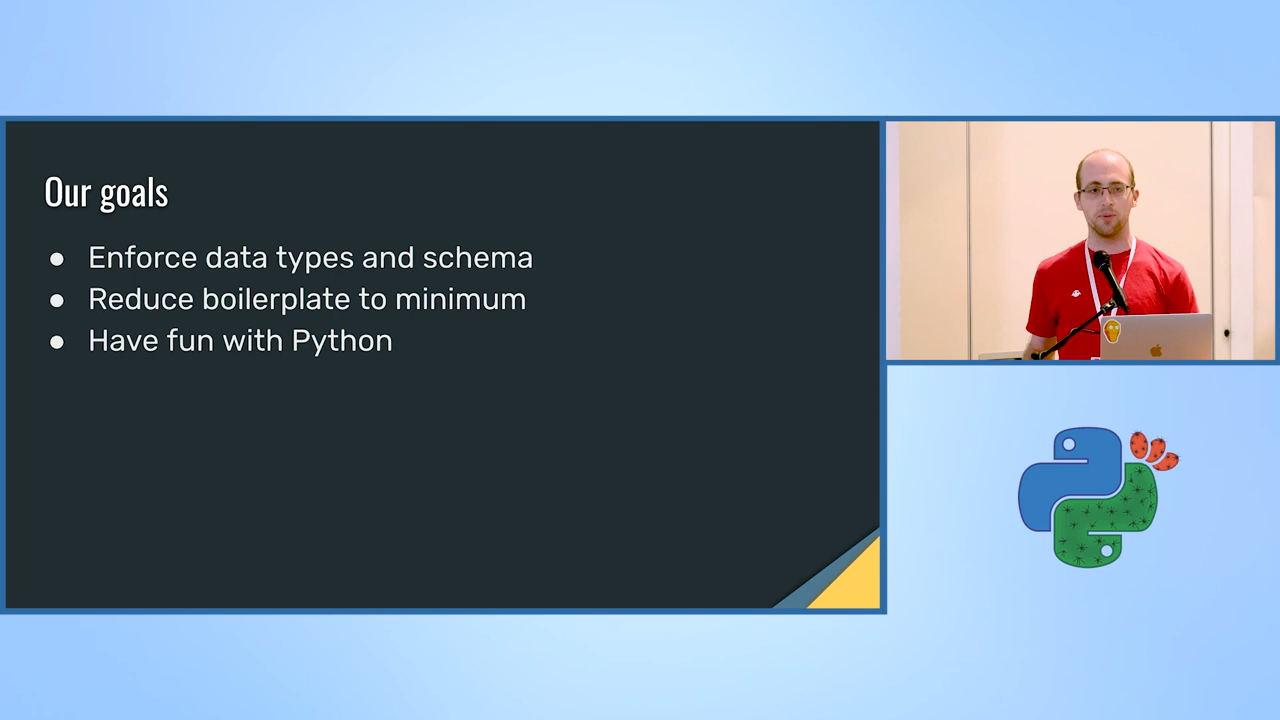 Our goals
● Enforce data types and schema
● Reduce boilerplate to minimum
● Have fun with Python